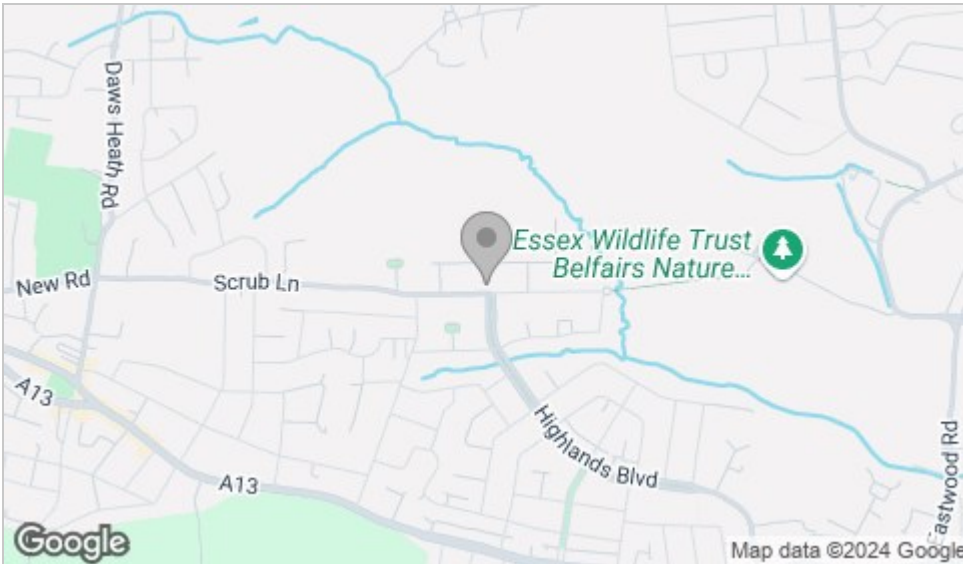 Daws Heath Rd
New Rd
Scrub Ln
Essex Wildlife Trust
Belfairs Nature...
A13
A13
Highlands Blvd
Eastwood Rd
Google
Map data ©2024 Google